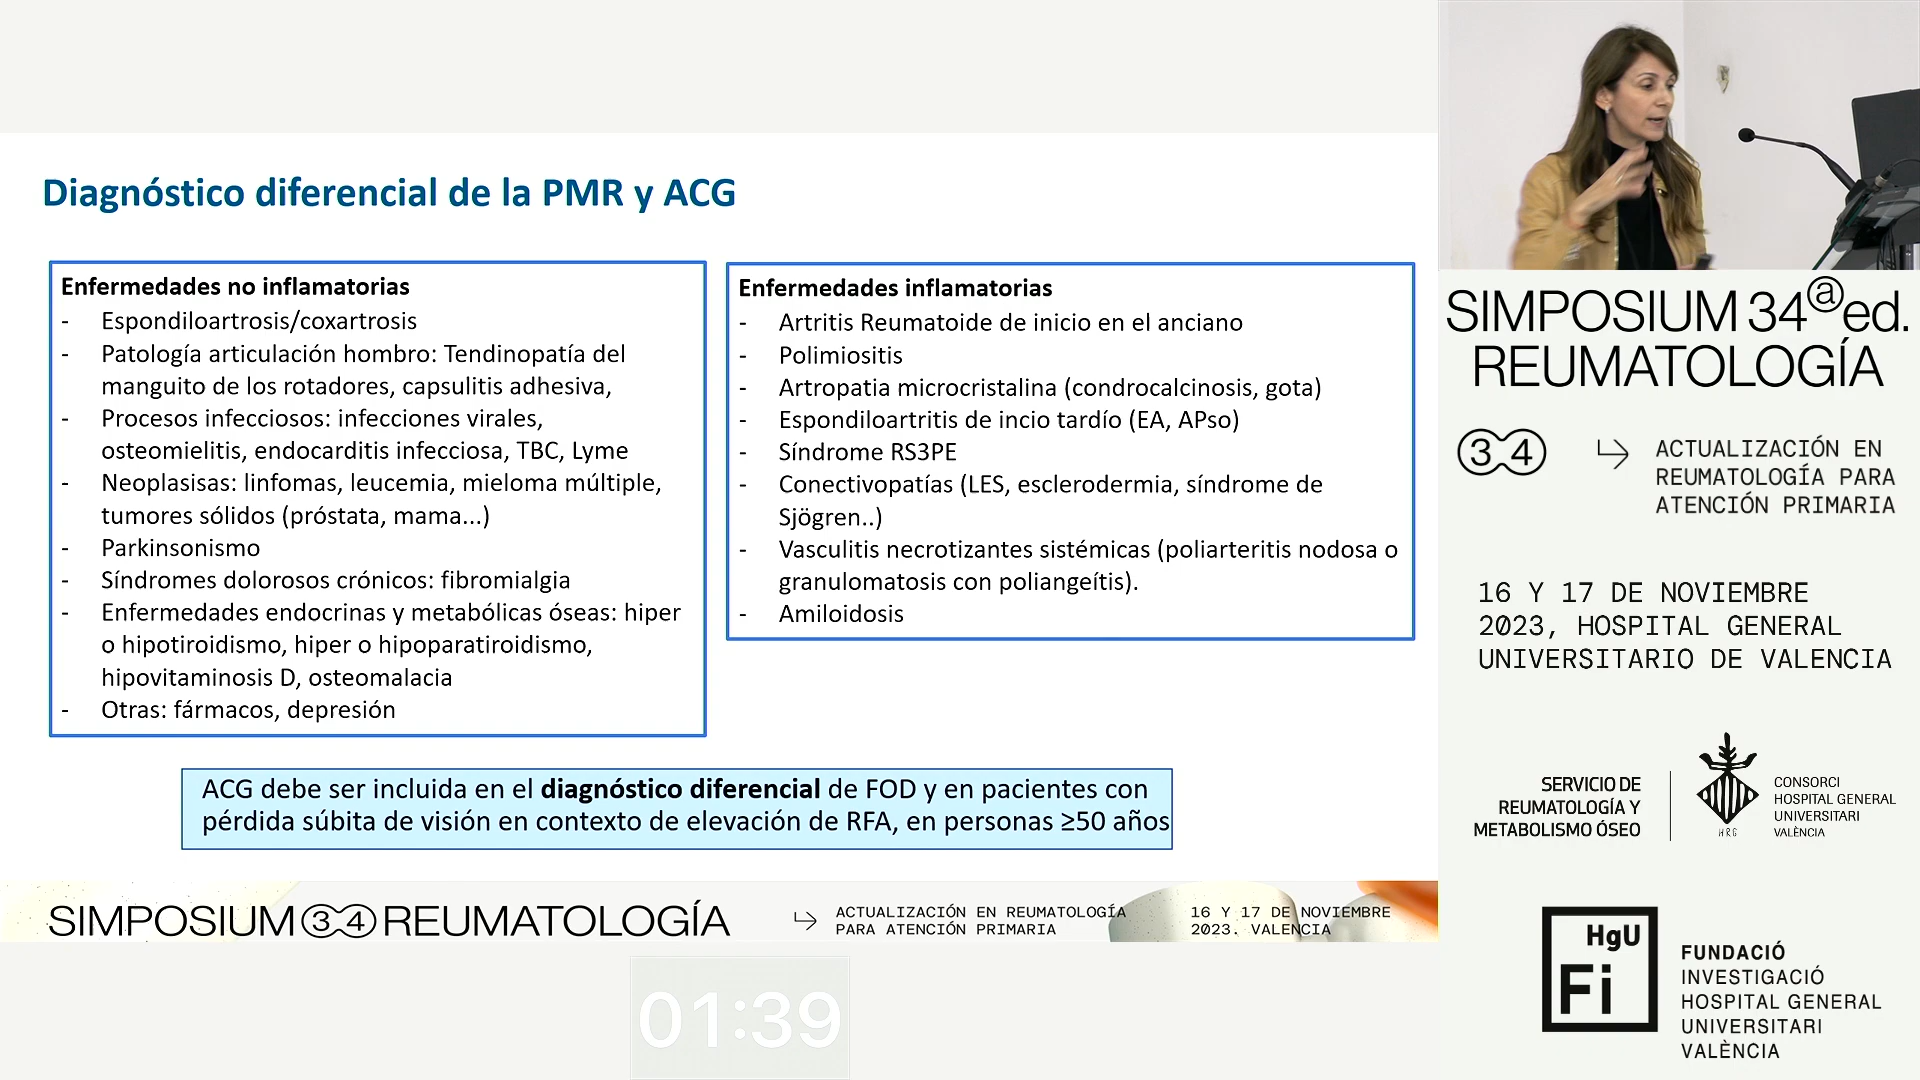 Diagnóstico diferencial de la PMR y ACG
Enfermedades no inflamatorias
- Espondiloartrosis/coxartrosis
- Patología articulación hombro: Tendinopatía del
manguito de los rotadores, capsulitis adhesiva,
- Procesos infecciosos: infecciones virales,
osteomielitis, endocarditis infecciosa, TBC, Lyme
- Neoplasisas: linfomas, leucemia, mieloma múltiple,
tumores sólidos (próstata, mama...)
- Parkinsonismo
- Síndromes dolorosos crónicos: fibromialgia
- Enfermedades endocrinas y metabólicas óseas: hiper
o hipotiroidismo, hiper o hipoparatiroidismo,
hipovitaminosis D, osteomalacia
- Otras: fármacos, depresión
Enfermedades inflamatorias
- Artritis Reumatoide de inicio en el anciano
- Polimiositis
- Artropatia microcristalina (condrocalcinosis, gota)
- Espondiloartritis de incio tardío (EA, APso)
- Síndrome RS3PE
- Conectivopatías (LES, esclerodermia, síndrome de
Sjögren..)
- Vasculitis necrotizantes sistémicas (poliarteritis nodosa o
granulomatosis con poliangeítis).
- Amiloidosis
ACG debe ser incluida en el diagnóstico diferencial de FOD y en pacientes con
pérdida súbita de visión en contexto de elevación de RFA, en personas ≥50 años
SIMPOSIUM 34 REUMATOLOGÍA
ACTUALIZACIÓN EN REUMATOLOGÍA
PARA ATENCIÓN PRIMARIA
16 Y 17 DE NOVIEMBRE
2023. VALENCIA
01:39
SIMPOSIUM 34ⓐed.
REUMATOLOGÍA
34
ACTUALIZACIÓN EN
REUMATOLOGÍA PARA
ATENCIÓN PRIMARIA
16 Y 17 DE NOVIEMBRE
2023, HOSPITAL GENERAL
UNIVERSITARIO DE VALENCIA
SERVICIO DE
REUMATOLOGÍA Y
METABOLISMO ÓSEO
HRG
CONSORCI
HOSPITAL GENERAL
UNIVERSITARI
VALÈNCIA
HgU
Fi
FUNDACIÓ
INVESTIGACIÓ
HOSPITAL GENERAL
UNIVERSITARI
VALÈNCIA